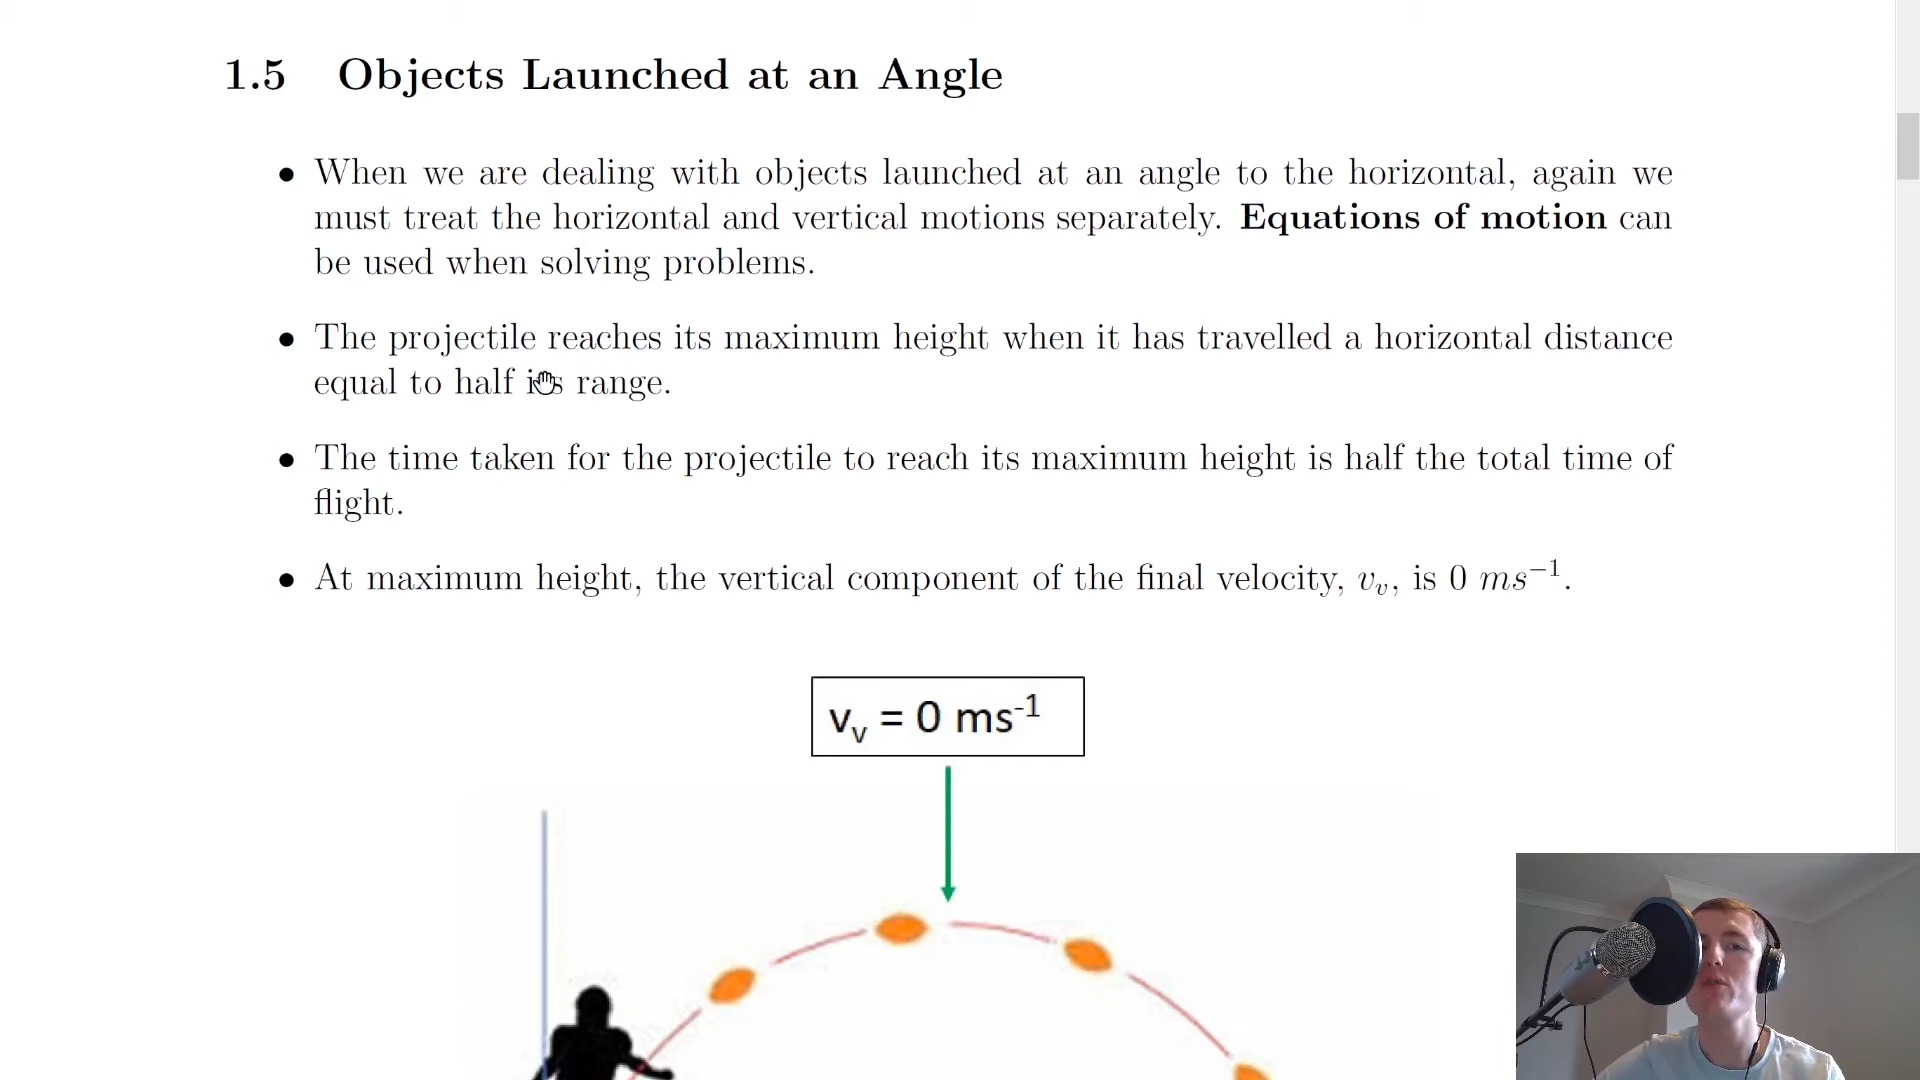 1.5 Objects Launched at an Angle
• When we are dealing with objects launched at an angle to the horizontal, again we
must treat the horizontal and vertical motions separately. Equations of motion can
be used when solving problems.
• The projectile reaches its maximum height when it has travelled a horizontal distance
equal to half its range.
• The time taken for the projectile to reach its maximum height is half the total time of
flight.
• At maximum height, the vertical component of the final velocity, vᵥ, is 0 ms⁻¹.
vᵥ = 0 ms⁻¹